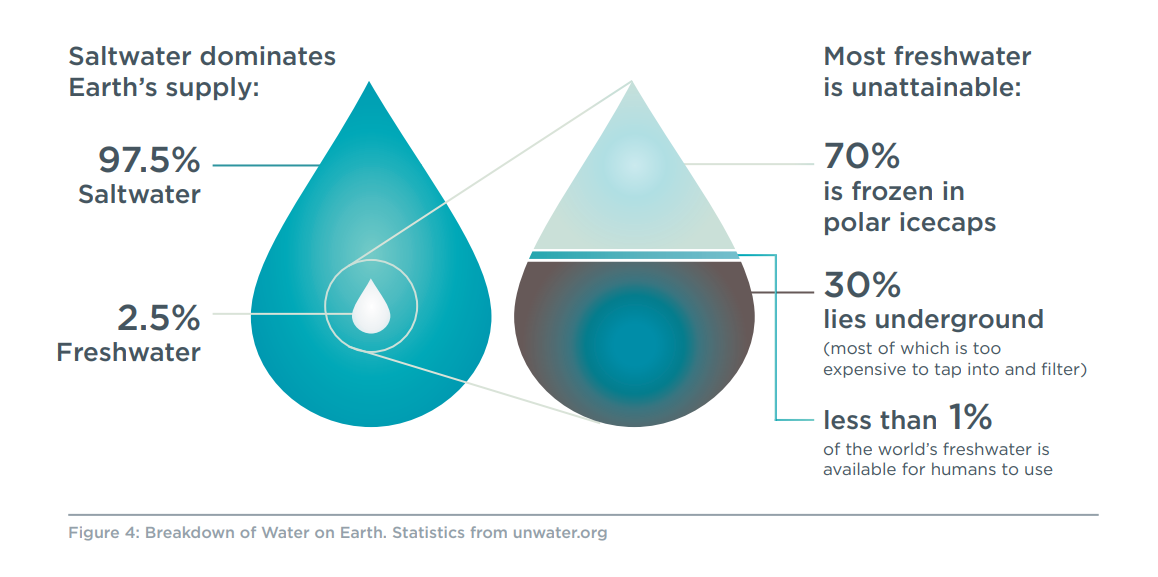 Saltwater dominates
Earth's supply:
97.5%
Saltwater
2.5%
Freshwater
Most freshwater
is unattainable:
70%
is frozen in
polar icecaps
30%
lies underground
(most of which is too
expensive to tap into and filter)
less than 1%
of the world's freshwater is
available for humans to use
Figure 4: Breakdown of Water on Earth. Statistics from unwater.org